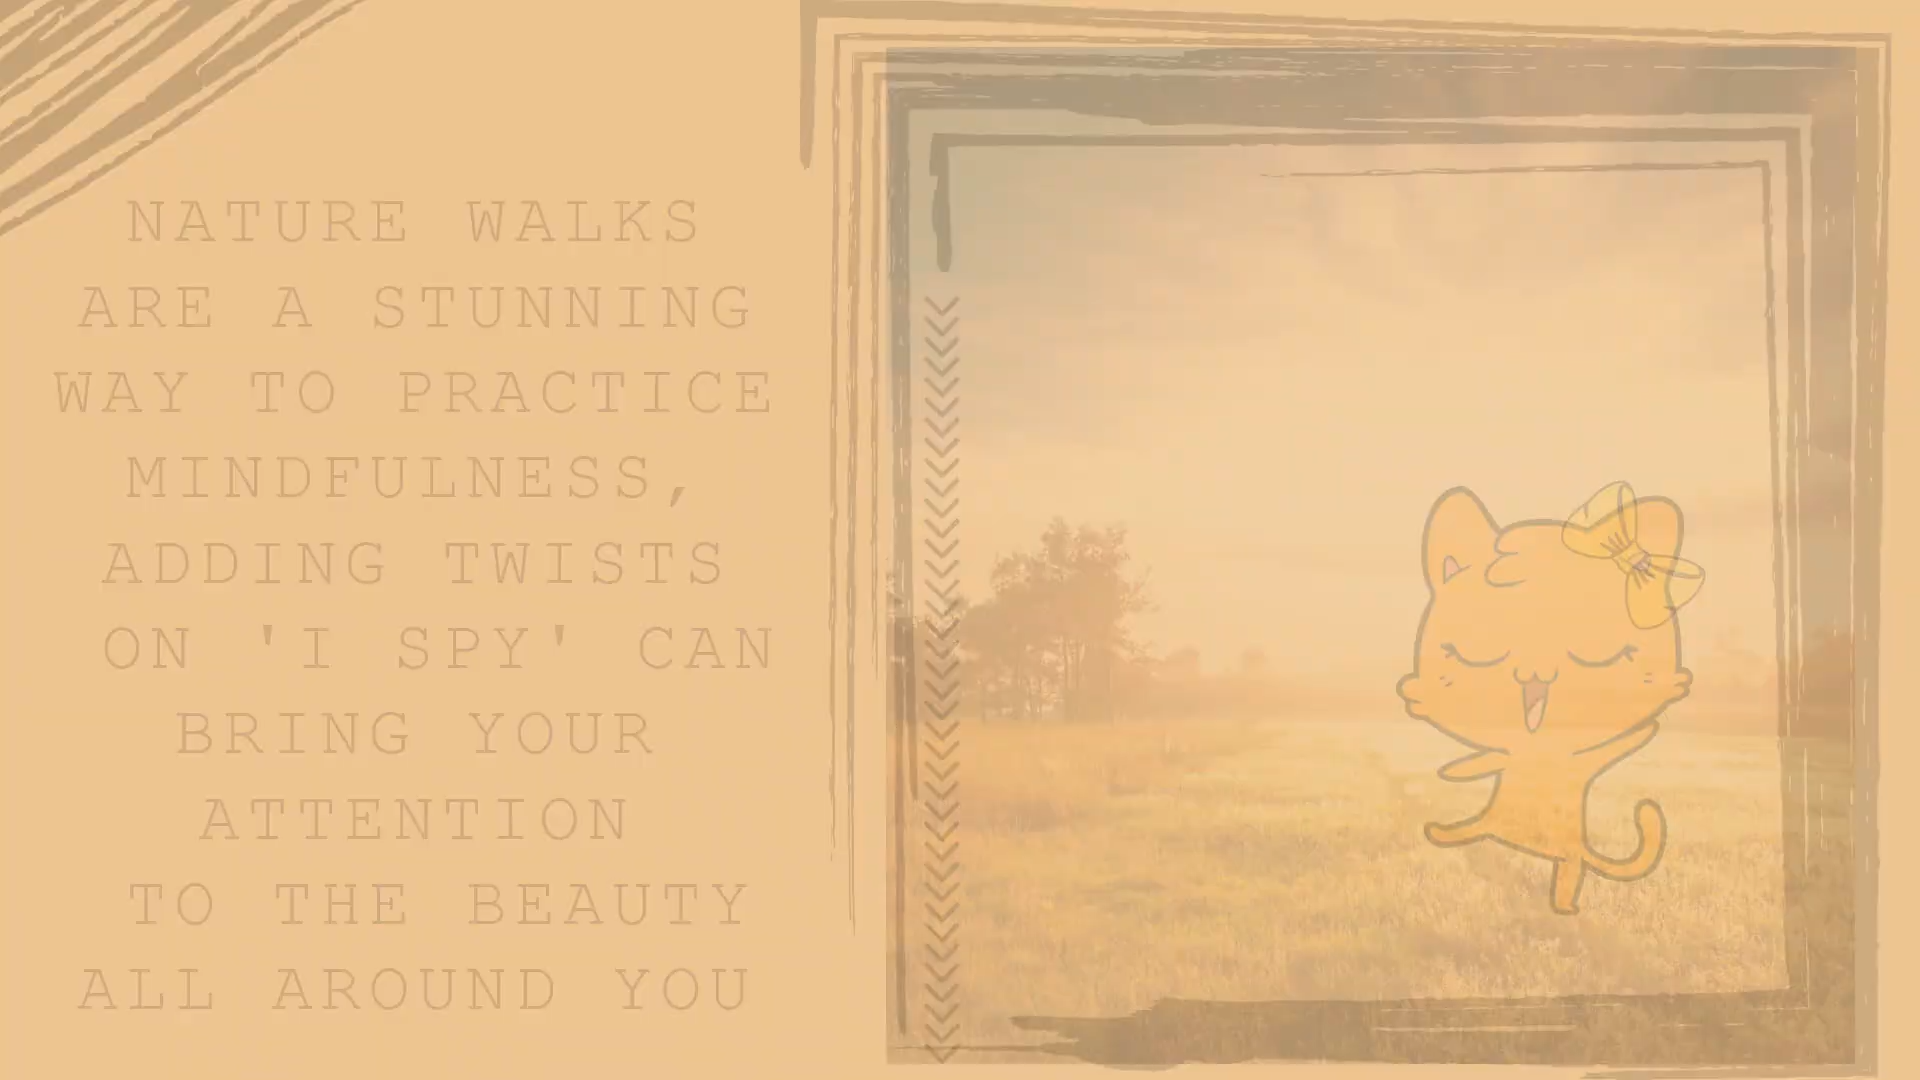 NATURE WALKS
ARE A STUNNING
WAY TO PRACTICE
MINDFULNESS,
ADDING TWISTS
ON 'I SPY' CAN
BRING YOUR
ATTENTION
TO THE BEAUTY
ALL AROUND YOU